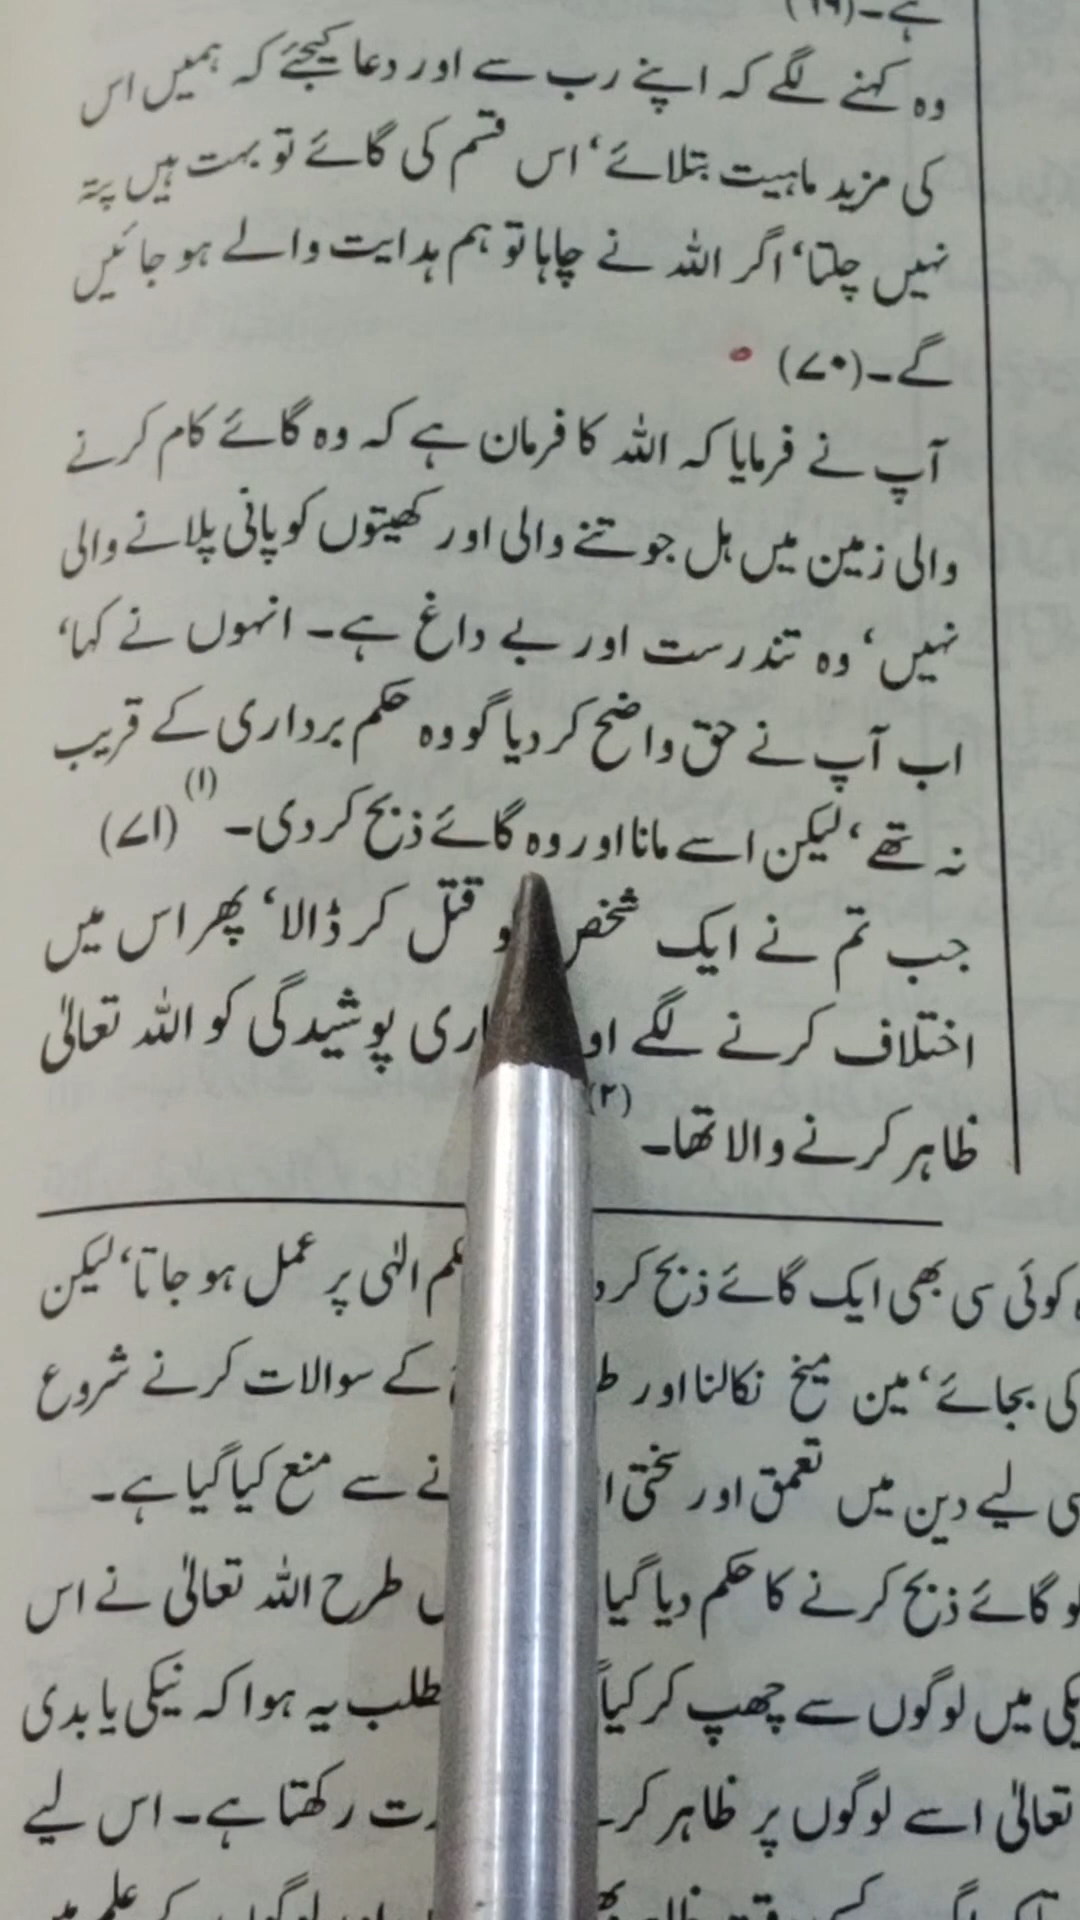 ہے۔(۶۹)
وہ کہنے لگے کہ اپنے رب سے اور دعا کیجئے کہ ہمیں اس
کی مزید ماہیت بتلائے، اس قسم کی گائے تو بہت ہیں پتہ
نہیں چلتا، اگر اللہ نے چاہا تو ہم ہدایت والے ہو جائیں
گے۔(۷۰)
آپ نے فرمایا کہ اللہ کا فرمان ہے کہ وہ گائے کام کرنے
والی زمین میں ہل جوتنے والی اور کھیتوں کو پانی پلانے والی
نہیں، وہ تندرست اور بے داغ ہے۔ انہوں نے کہا،
اب آپ نے حق واضح کر دیا گو وہ حکم برداری کے قریب
نہ تھے، لیکن اسے مانا اور وہ گائے ذبح کر دی۔(۱) (۷۱)
جب تم نے ایک شخص قتل کر ڈالا، پھر اس میں
اختلاف کرنے لگے پوشیدگی کو اللہ تعالیٰ
ظاہر کرنے والا تھا۔(۲)
کوئی سی بھی ایک گائے ذبح الٰہی پر عمل ہو جاتا، لیکن
کی بجائے، مین میخ نکالنا اور کے سوالات کرنے شروع
لیے دین میں تعمق اور سختی سے منع کیا گیا ہے۔
گائے ذبح کرنے کا حکم دیا گیا طرح اللہ تعالیٰ نے اس
میں لوگوں سے چھپ کر کیا یہ ہوا کہ نیکی یا بدی
تعالیٰ اسے لوگوں پر ظاہر رکھتا ہے۔ اس لیے